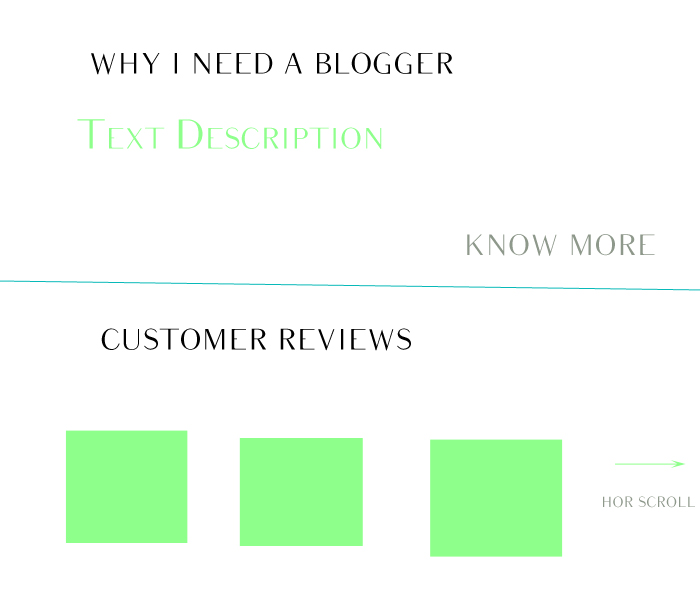 WHY I NEED A BLOGGER
Text Description
KNOW MORE
CUSTOMER REVIEWS
HOR SCROLL